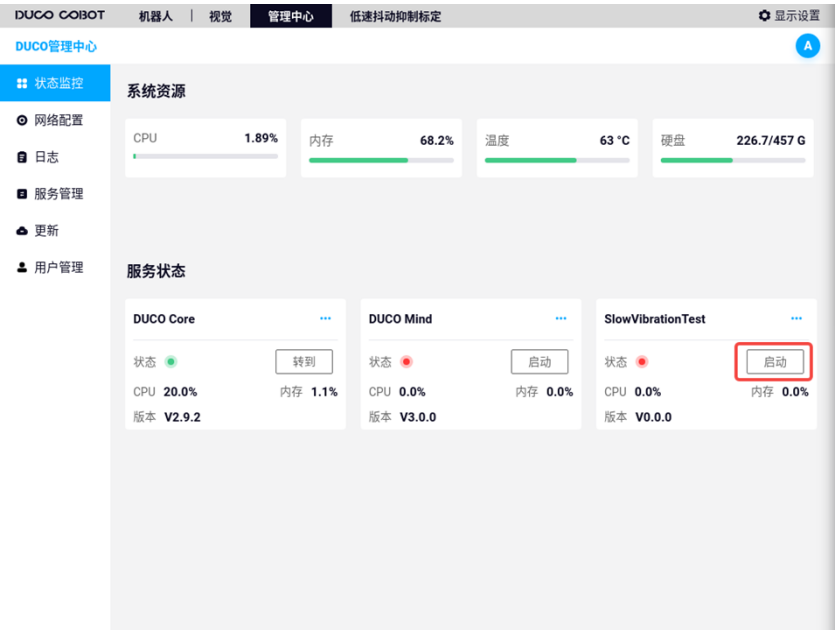 DUCO COBOT 机器人 | 视觉 管理中心 低速抖动抑制标定 显示设置
DUCO管理中心 A
状态监控
网络配置
日志
服务管理
更新
用户管理
系统资源
CPU 1.89%
内存 68.2%
温度 63 °C
硬盘 226.7/457 G
服务状态
DUCO Core ...
状态 转到
CPU 20.0% 内存 1.1%
版本 V2.9.2
DUCO Mind ...
状态 启动
CPU 0.0% 内存 0.0%
版本 V3.0.0
SlowVibrationTest ...
状态 启动
CPU 0.0% 内存 0.0%
版本 V0.0.0